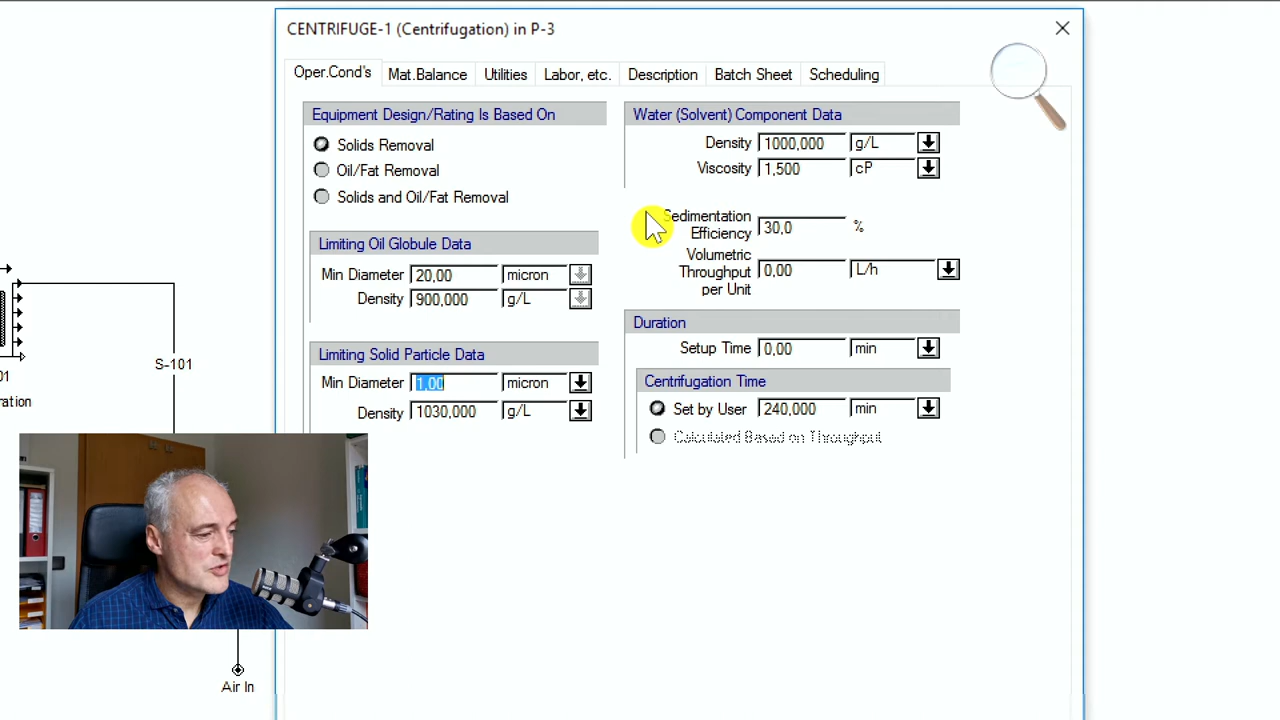 CENTRIFUGE-1 (Centrifugation) in P-3
Oper.Cond's Mat.Balance Utilities Labor, etc. Description Batch Sheet Scheduling
Equipment Design/Rating Is Based On
Solids Removal
Oil/Fat Removal
Solids and Oil/Fat Removal
Limiting Oil Globule Data
Min Diameter 20,00 micron
Density 900,000 g/L
Limiting Solid Particle Data
Min Diameter 1,00 micron
Density 1030,000 g/L
Water (Solvent) Component Data
Density 1000,000 g/L
Viscosity 1,500 cP
Sedimentation
Efficiency 30,0 %
Volumetric
Throughput 0,00 L/h
per Unit
Duration
Setup Time 0,00 min
Centrifugation Time
Set by User 240,000 min
Calculated Based on Throughput
S-101
01
ration
Air In